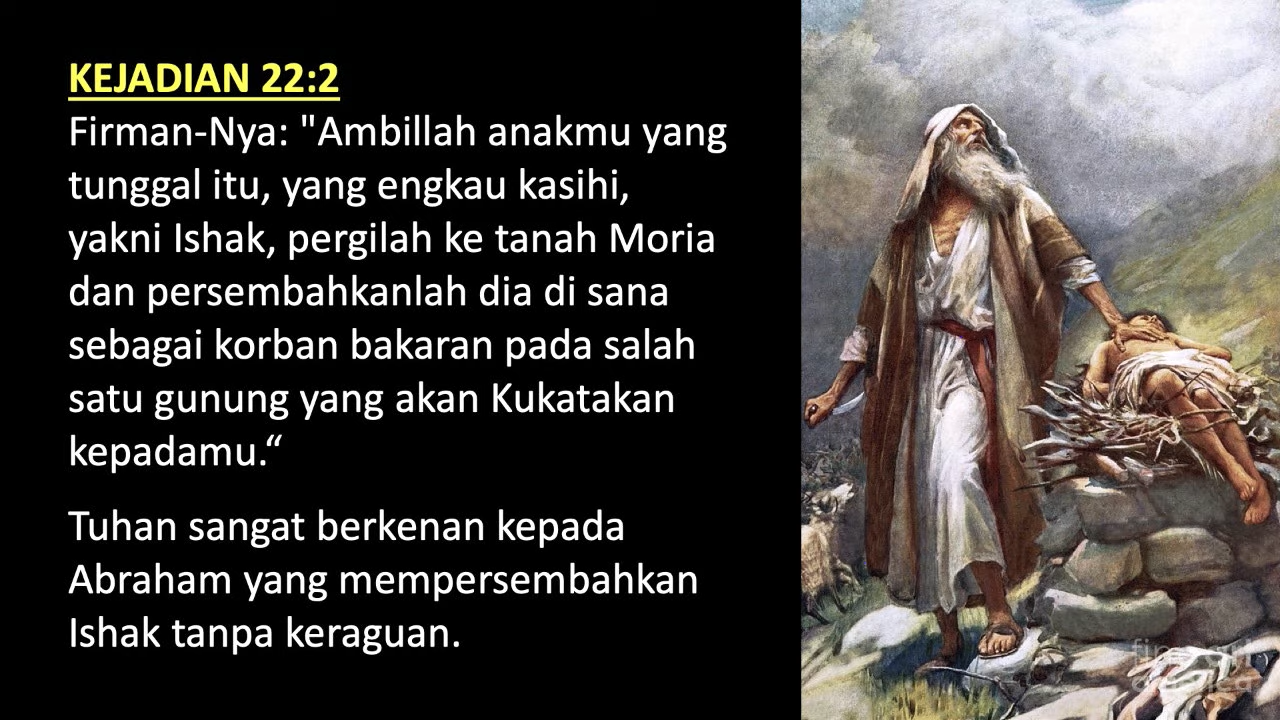 KEJADIAN 22:2
Firman-Nya: "Ambillah anakmu yang
tunggal itu, yang engkau kasihi,
yakni Ishak, pergilah ke tanah Moria
dan persembahkanlah dia di sana
sebagai korban bakaran pada salah
satu gunung yang akan Kukatakan
kepadamu.“
Tuhan sangat berkenan kepada
Abraham yang mempersembahkan
Ishak tanpa keraguan.